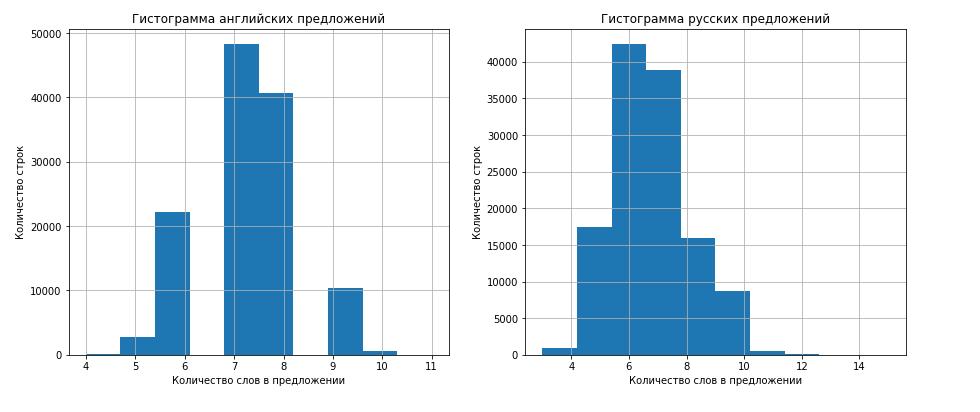 Гистограмма английских предложений
50000
40000
30000
20000
10000
0
Количество строк
4 5 6 7 8 9 10 11
Количество слов в предложении
Гистограмма русских предложений
40000
35000
30000
25000
20000
15000
10000
5000
0
Количество строк
4 6 8 10 12 14
Количество слов в предложении